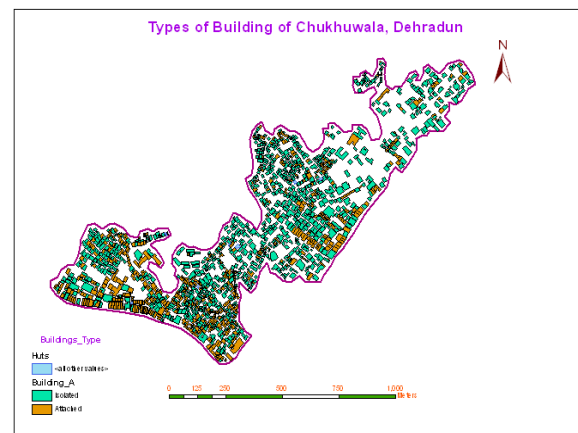 Types of Building of Chukhuwala, Dehradun
N
Buildings_Type
Huts
<all other values>
Building_A
Isolated
Attached
0 125 250 500 750 1,000
Meters